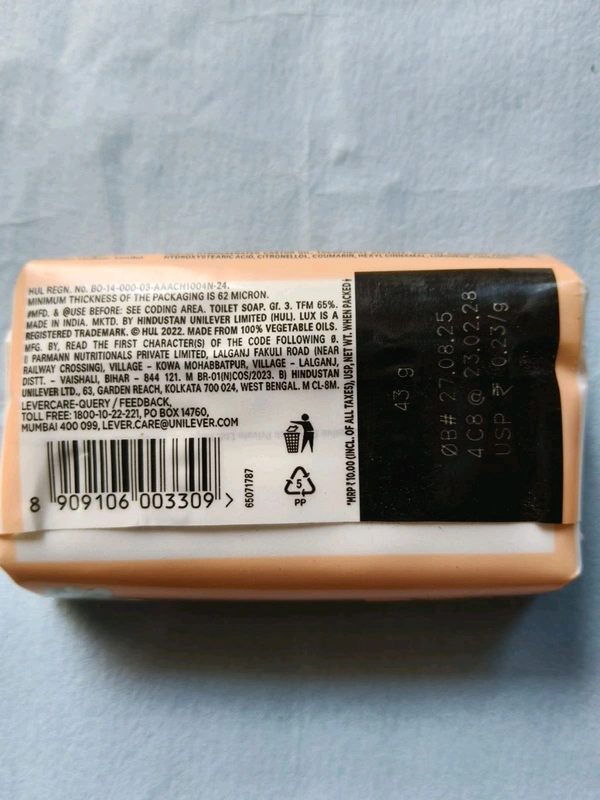 HYDROXYSTEARIC ACID, CITRONELLOL, COUMARIN, HEXYL CINNAMAL,
HUL REGN. No. BO-14-000-03-AAACH1004N-24.
MINIMUM THICKNESS OF THE PACKAGING IS 62 MICRON.
#MFD. & @USE BEFORE: SEE CODING AREA. TOILET SOAP. Gr. 3. TFM 65%.
MADE IN INDIA. MKTD. BY HINDUSTAN UNILEVER LIMITED (HUL). LUX IS A
REGISTERED TRADEMARK. © HUL 2022. MADE FROM 100% VEGETABLE OILS.
MFG. BY, READ THE FIRST CHARACTER(S) OF THE CODE FOLLOWING Ø.
PARMANN NUTRITIONALS PRIVATE LIMITED, LALGANJ FAKULI ROAD (NEAR
RAILWAY CROSSING), VILLAGE - KOWA MOHABBATPUR, VILLAGE - LALGANJ,
DISTT. - VAISHALI, BIHAR - 844 121. M BR-01(N)COS/2023. B) HINDUSTAN
UNILEVER LTD., 63, GARDEN REACH, KOLKATA 700 024, WEST BENGAL. M CL-8M.
LEVERCARE-QUERY / FEEDBACK,
TOLL FREE: 1800-10-22-221, PO BOX 14760,
MUMBAI 400 099, LEVER.CARE@UNILEVER.COM
8 909106 003309 >
65071787
5
PP
*MRP ₹10.00 (INCL. OF ALL TAXES), USP, NET WT. WHEN PACKED
43 g
ØB# 27.08.25
4C8@ 23.02.28
USP ₹ 0.23/g